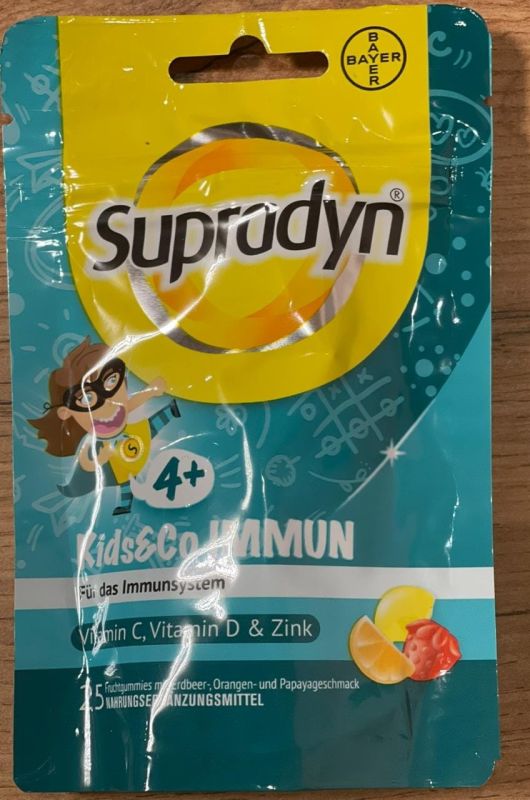 BAYER
BAYER
Supradyn®
S
4+
Kids&Co IMMUN
Für das Immunsystem
Vitamin C, Vitamin D & Zink
25 Fruchtgummies mit Erdbeer-, Orangen- und Papayageschmack
NAHRUNGSERGÄNZUNGSMITTEL